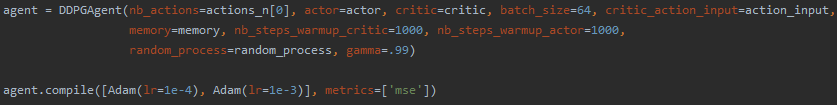 agent = DDPGAgent(nb_actions=actions_n[0], actor=actor, critic=critic, batch_size=64, critic_action_input=action_input,
memory=memory, nb_steps_warmup_critic=1000, nb_steps_warmup_actor=1000,
random_process=random_process, gamma=.99)
agent.compile([Adam(lr=1e-4), Adam(lr=1e-3)], metrics=['mse'])